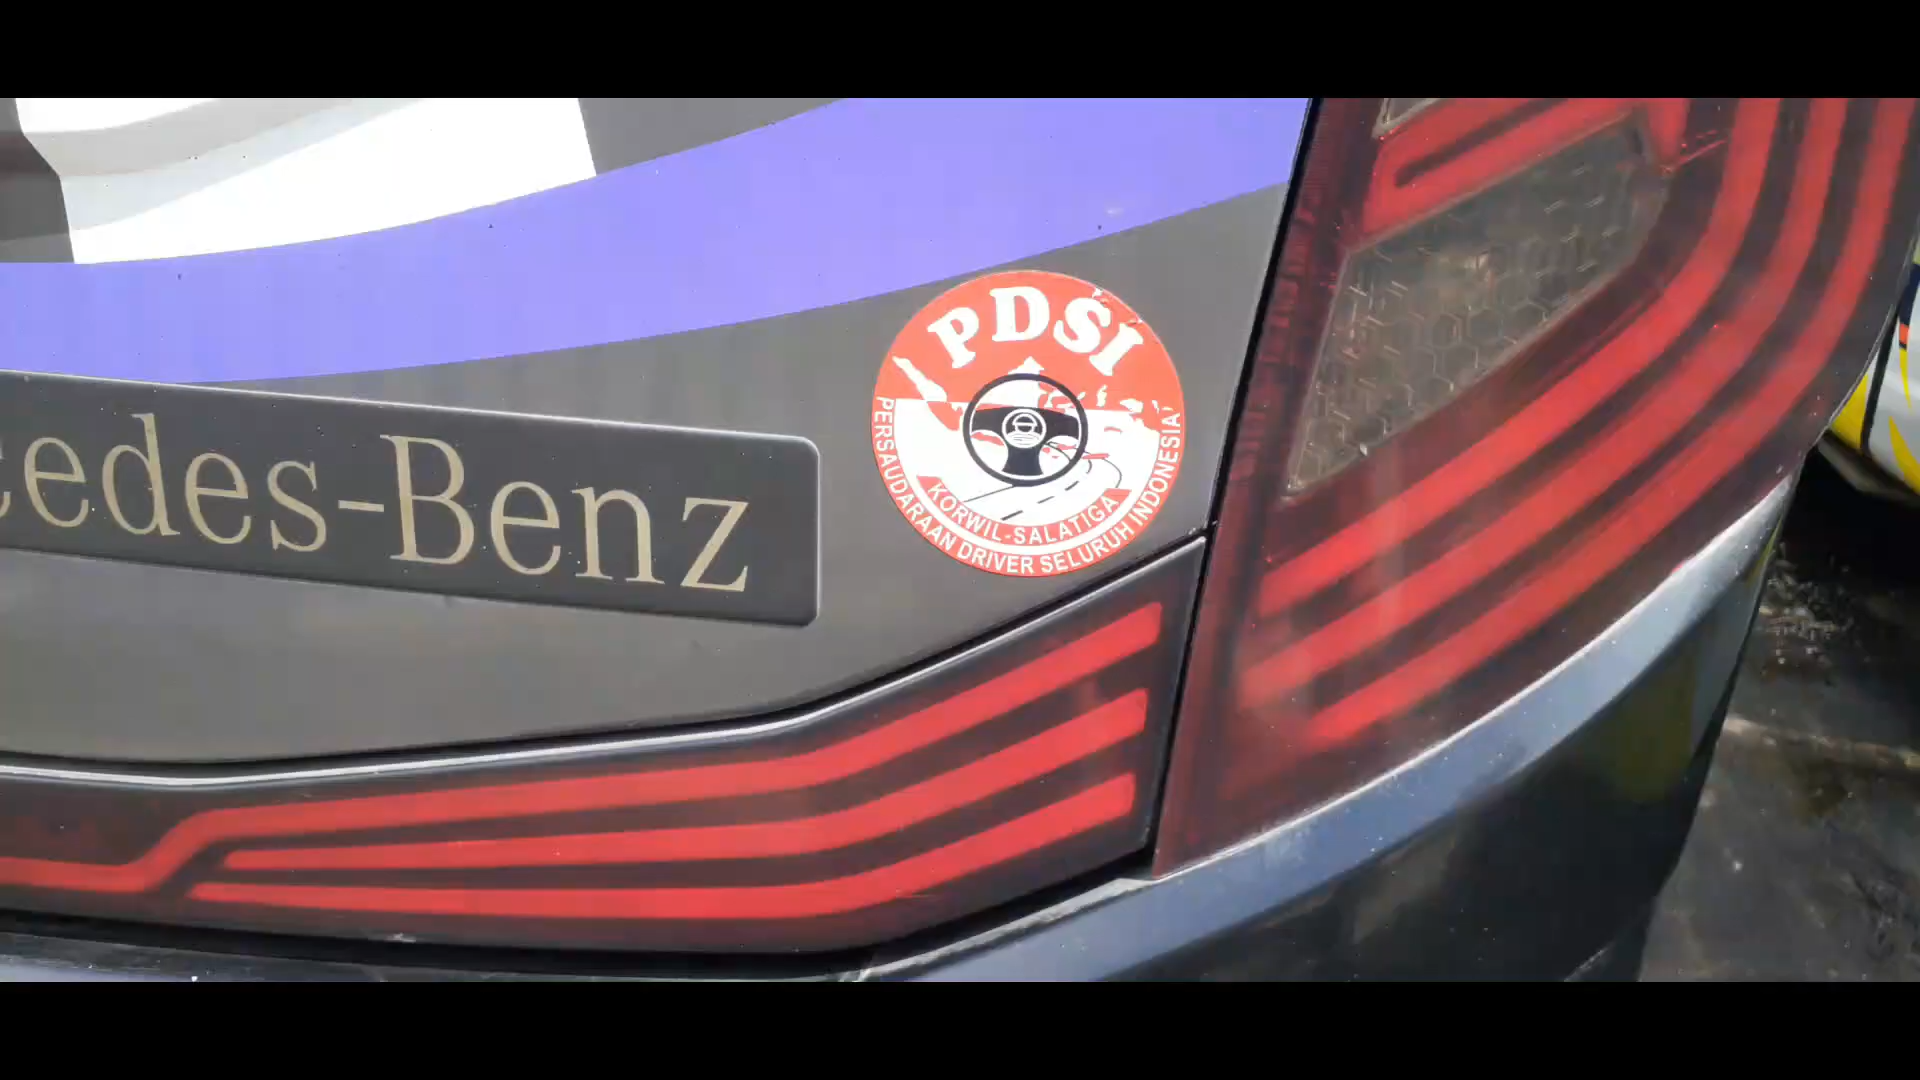 cedes-Benz
PDSI
KORWIL-SALATIGA
PERSAUDARAAN DRIVER SELURUH INDONESIA